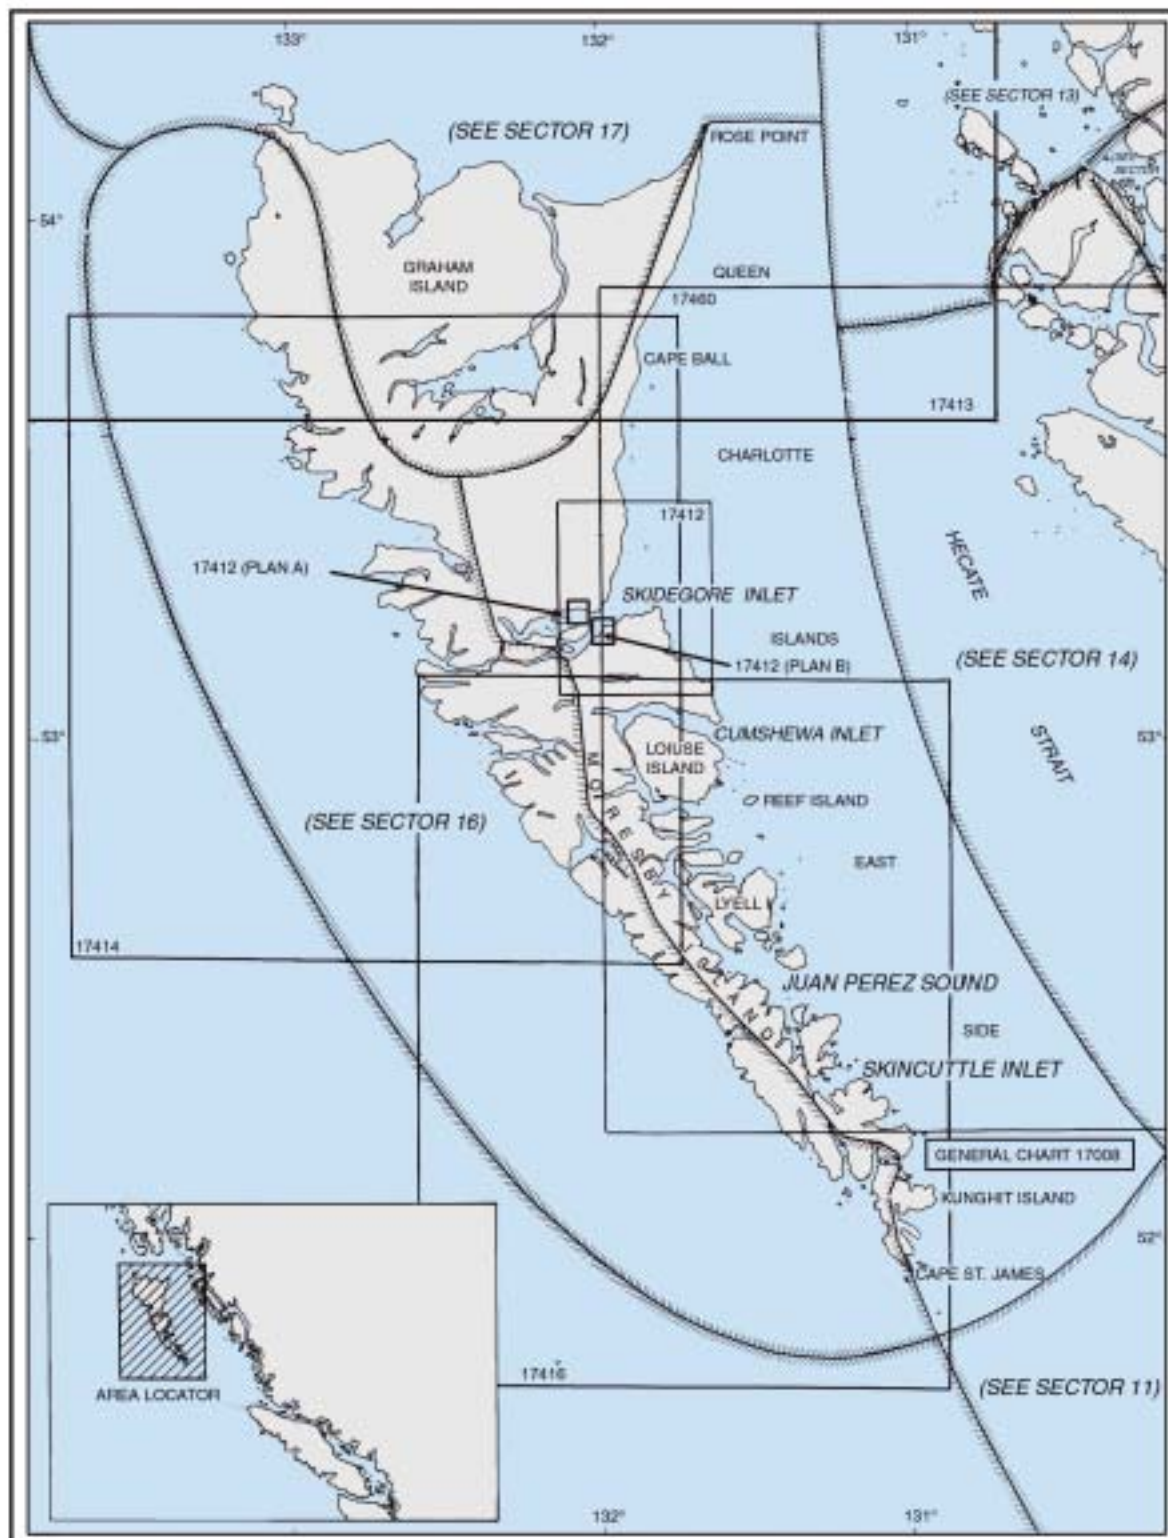 133°
132°
131°
(SEE SECTOR 13)
(SEE SECTOR 17)
ROSE POINT
54°
GRAHAM
ISLAND
QUEEN
17460
CAPE BALL
17413
CHARLOTTE
17412
HECATE
17412 (PLAN A)
SKIDEGORE INLET
ISLANDS
17412 (PLAN B)
(SEE SECTOR 14)
53°
CUMSHEWA INLET
53°
LOIUSE
ISLAND
STRAIT
MORESBY ISLAND
REEF ISLAND
(SEE SECTOR 16)
EAST
LYELL I
17414
JUAN PEREZ SOUND
SIDE
SKINCUTTLE INLET
GENERAL CHART 17008
KUNGHIT ISLAND
52°
CAPE ST. JAMES
17416
(SEE SECTOR 11)
AREA LOCATOR
132°
131°